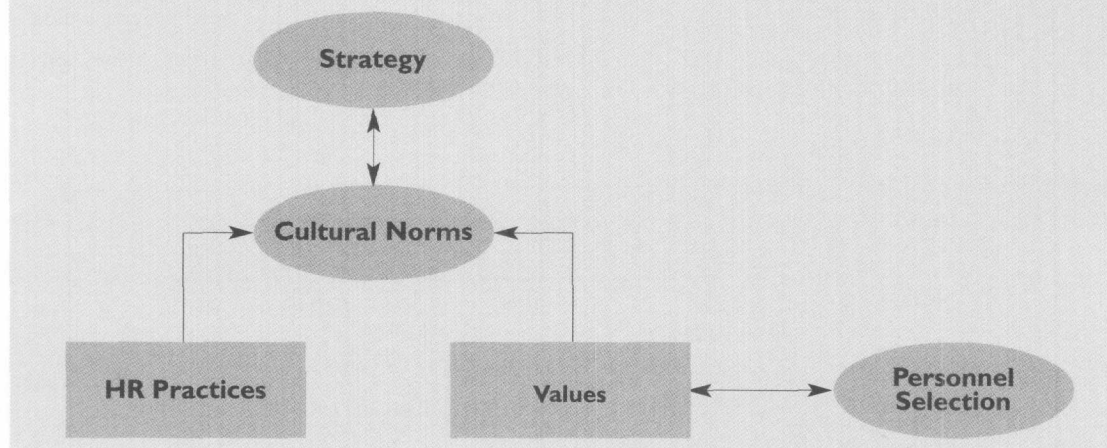 Strategy
Cultural Norms
HR Practices
Values
Personnel
Selection